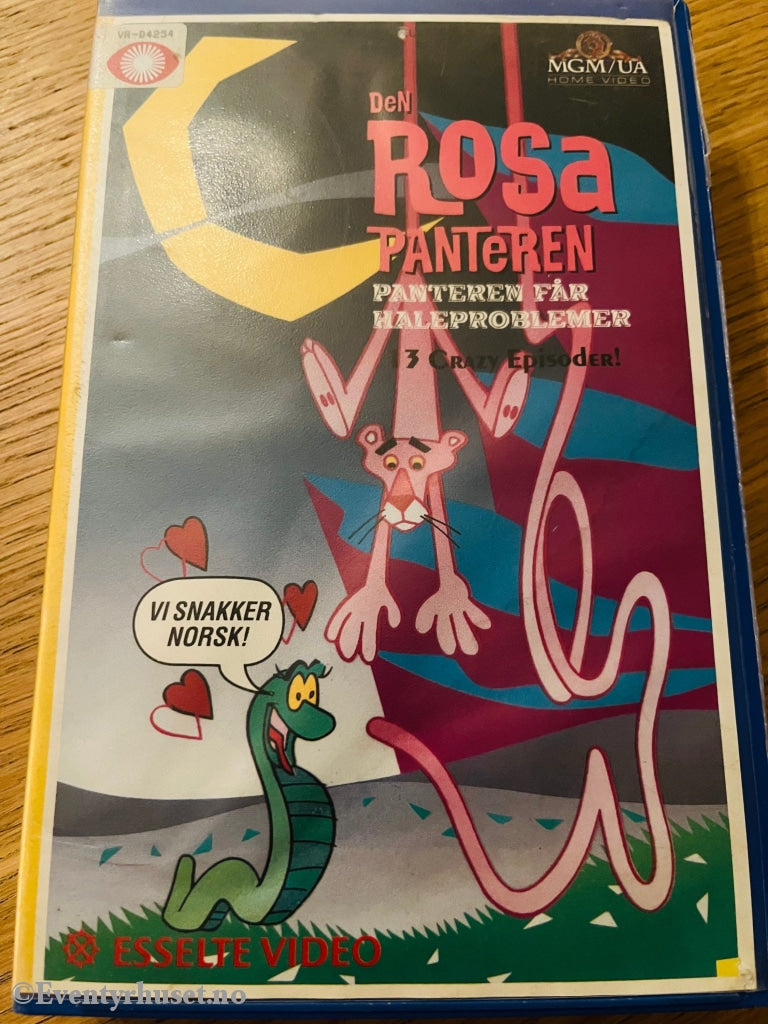 VR-D4254
MGM/UA
HOME VIDEO
DeN
ROSa
PANTeREN
PANTEREN FÅR
HALEPROBLEMER
3 CRAZY EPISODER!
VI SNAKKER
NORSK!
ESSELTE VIDEO
©Eventyrhuset.no